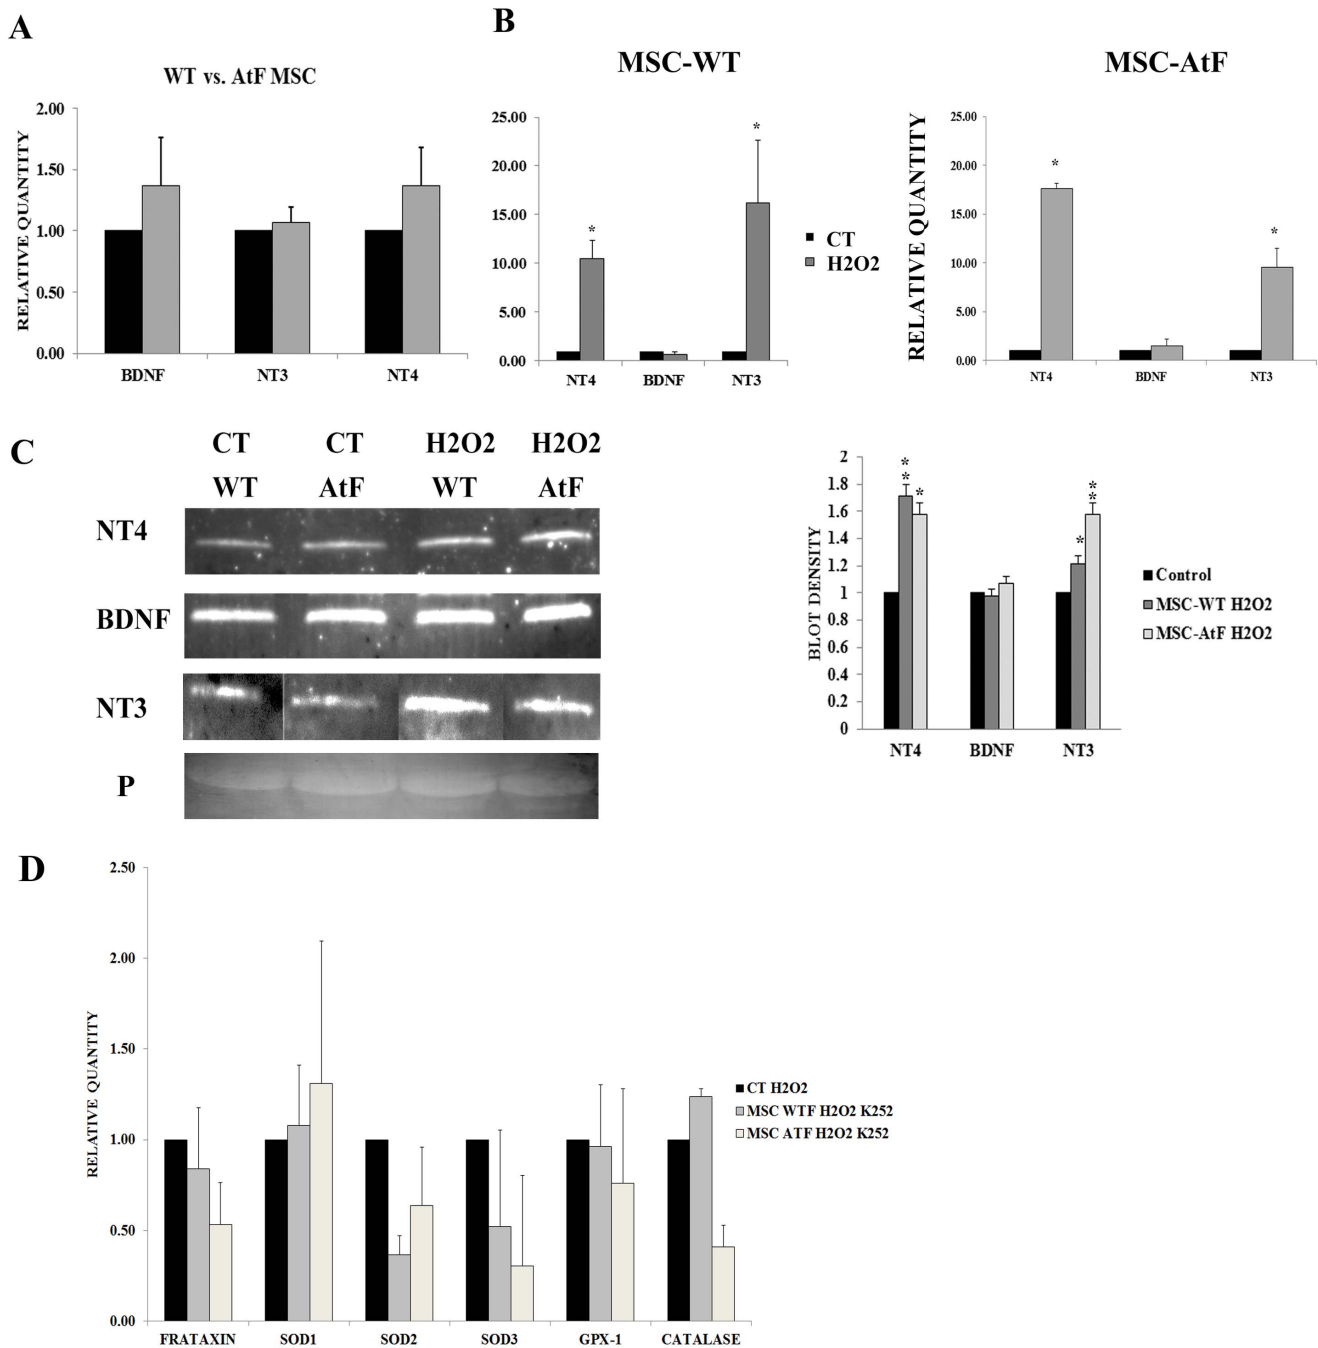 A
WT vs. AtF MSC
RELATIVE QUANTITY
2.00
1.50
1.00
0.50
0.00
BDNF NT3 NT4
B
MSC-WT
25.00
20.00
15.00
10.00
5.00
0.00
*
*
NT4 BDNF NT3
CT
H2O2
MSC-AtF
RELATIVE QUANTITY
25.00
20.00
15.00
10.00
5.00
0.00
*
*
NT4 BDNF NT3
C
CT CT H2O2 H2O2
WT AtF WT AtF
NT4
BDNF
NT3
P
BLOT DENSITY
2
1.8
1.6
1.4
1.2
1
0.8
0.6
0.4
0.2
0
* *
*
*
* *
NT4 BDNF NT3
Control
MSC-WT H2O2
MSC-AtF H2O2
D
RELATIVE QUANTITY
2.50
2.00
1.50
1.00
0.50
0.00
FRATAXIN SOD1 SOD2 SOD3 GPX-1 CATALASE
CT H2O2
MSC WTF H2O2 K252
MSC ATF H2O2 K252